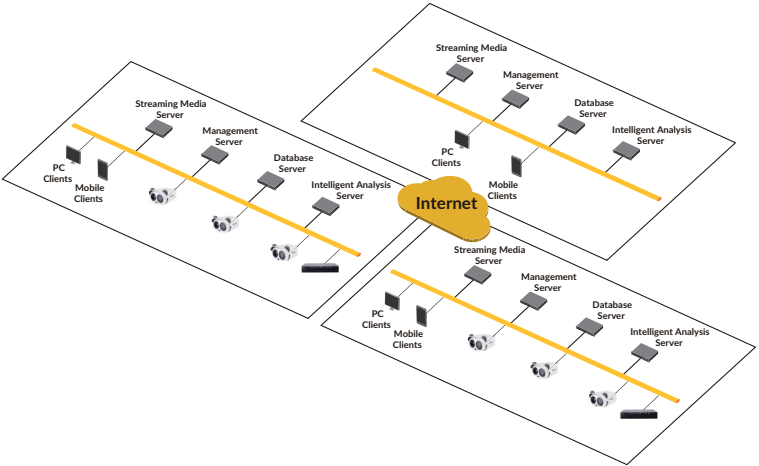 Streaming Media
Server
Management
Server
Database
Server
Intelligent Analysis
Server
PC
Clients
Mobile
Clients
Streaming Media
Server
Management
Server
Database
Server
Intelligent Analysis
Server
PC
Clients
Mobile
Clients
Internet
Streaming Media
Server
Management
Server
Database
Server
Intelligent Analysis
Server
PC
Clients
Mobile
Clients